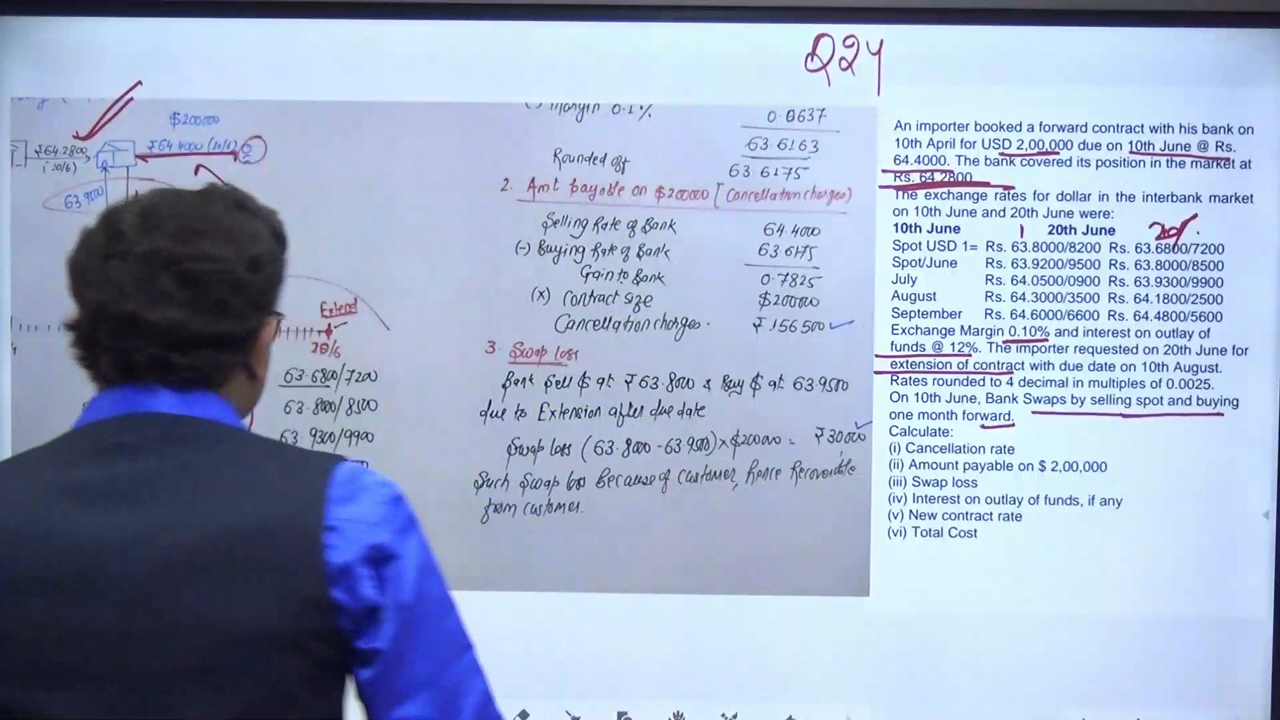 Q24
$200000
₹64.2800
₹64.4000 (10/6)
(10/6)
63.9500
Extend
20/6
63.6800/7200
63.8000/8500
63.9300/9900
(-) Margin 0.1%
0.0637
63.6163
Rounded off
63.6175
2. Amt Payable on $200000 [Cancellation charges]
Selling Rate of Bank 64.4000
(-) Buying Rate of Bank 63.6175
Gain to Bank 0.7825
(x) Contract Size $200000
Cancellation charges. ₹156500
3. Swap loss
Bank Sell $ at ₹63.8000 & Buy $ at 63.9500
due to Extension after due date
Swap loss (63.8000 - 63.9500) x $200000 = ₹30000
Such Swap loss Because of customer, hence Recoverable
from customer.
An importer booked a forward contract with his bank on
10th April for USD 2,00,000 due on 10th June @ Rs.
64.4000. The bank covered its position in the market at
Rs. 64.2800.
The exchange rates for dollar in the interbank market
on 10th June and 20th June were:
10th June 20th June
Spot USD 1= Rs. 63.8000/8200 Rs. 63.6800/7200
Spot/June Rs. 63.9200/9500 Rs. 63.8000/8500
July Rs. 64.0500/0900 Rs. 63.9300/9900
August Rs. 64.3000/3500 Rs. 64.1800/2500
September Rs. 64.6000/6600 Rs. 64.4800/5600
Exchange Margin 0.10% and interest on outlay of
funds @ 12%. The importer requested on 20th June for
extension of contract with due date on 10th August.
Rates rounded to 4 decimal in multiples of 0.0025.
On 10th June, Bank Swaps by selling spot and buying
one month forward.
Calculate:
(i) Cancellation rate
(ii) Amount payable on $ 2,00,000
(iii) Swap loss
(iv) Interest on outlay of funds, if any
(v) New contract rate
(vi) Total Cost